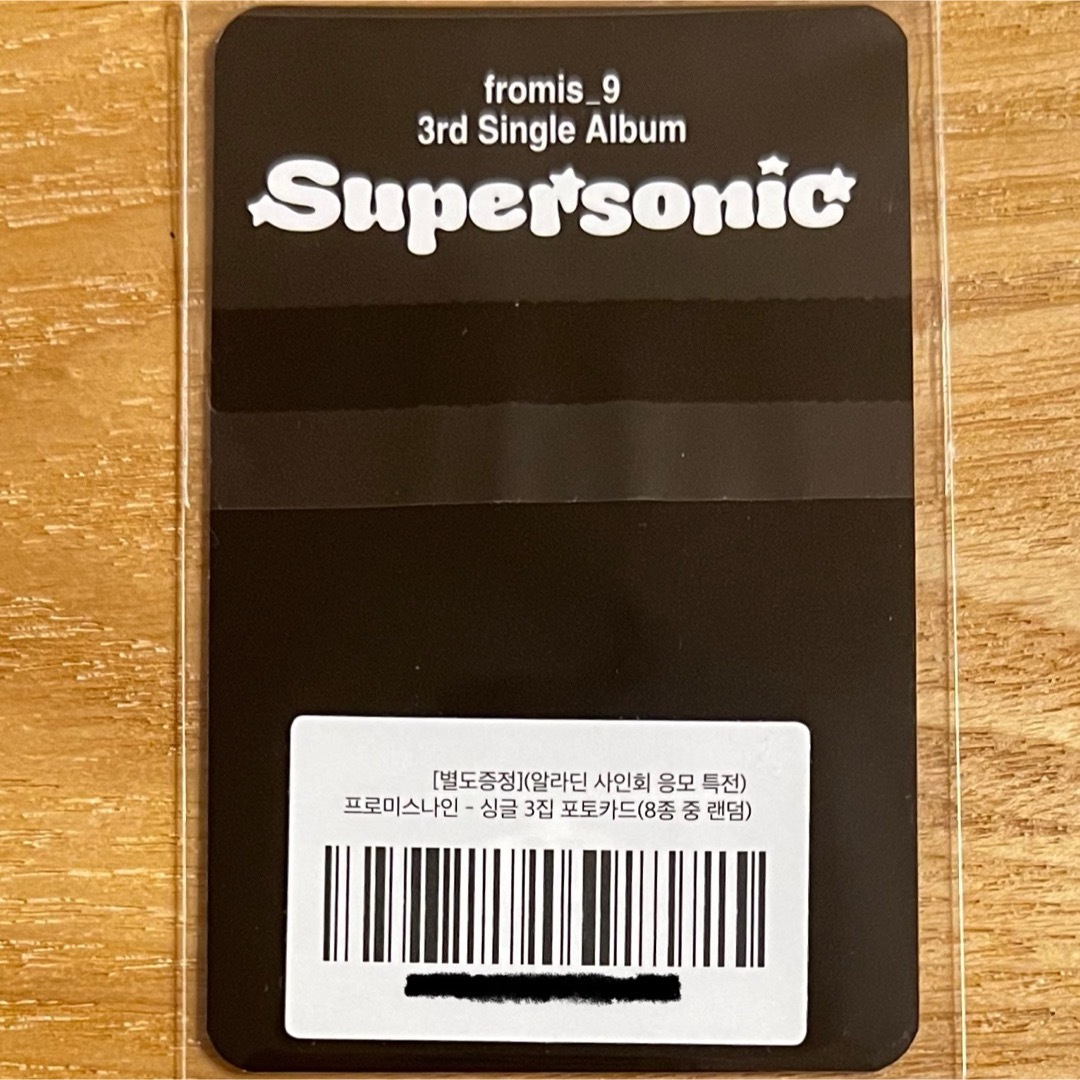 fromis_9
3rd Single Album
Supersonic
[별도증정](알라딘 사인회 응모 특전)
프로미스나인 - 싱글 3집 포토카드(8종 중 랜덤)